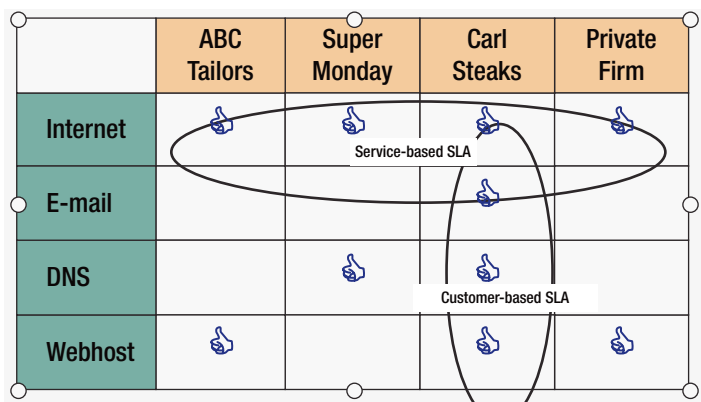 ABC Tailors
Super Monday
Carl Steaks
Private Firm
Internet
Service-based SLA
E-mail
DNS
Customer-based SLA
Webhost